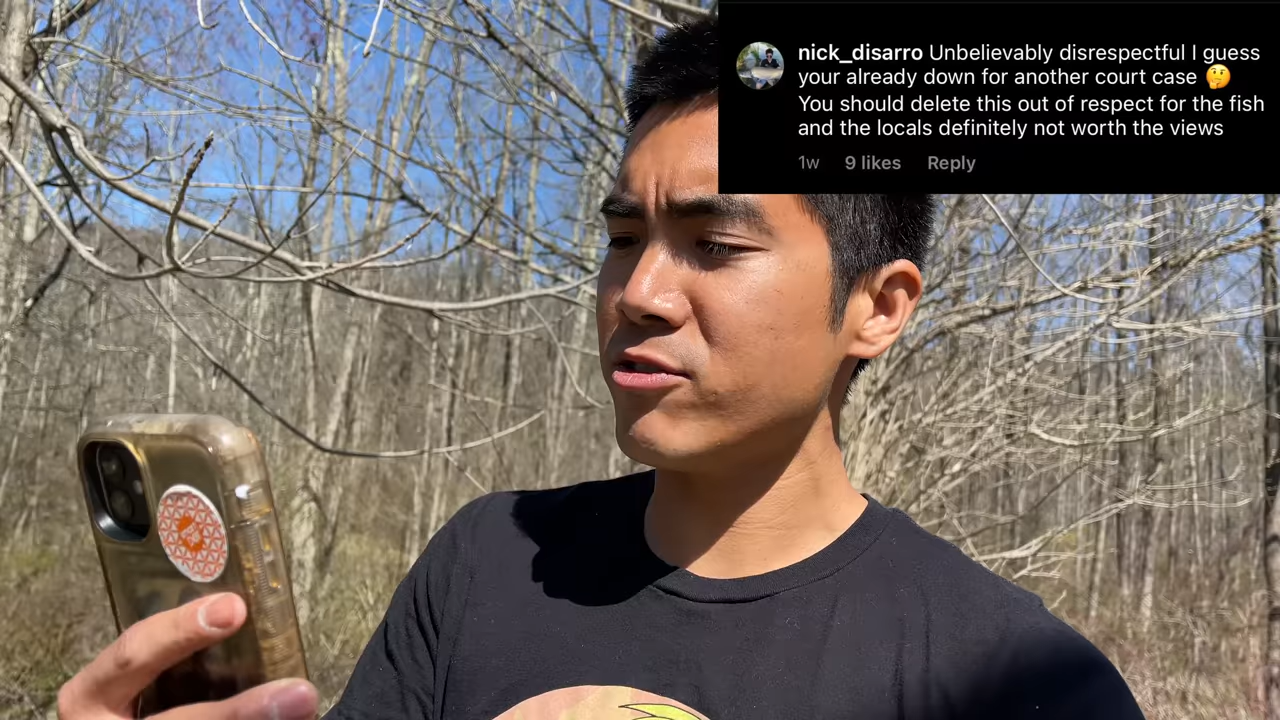 nick_disarro Unbelievably disrespectful I guess
your already down for another court case 🤔
You should delete this out of respect for the fish
and the locals definitely not worth the views
1w 9 likes Reply